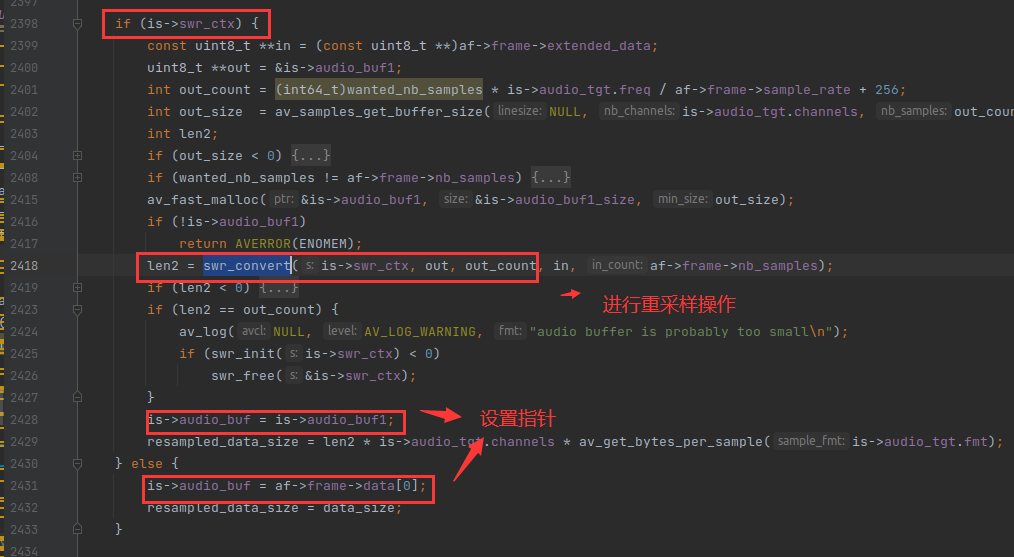 2397
2398 if (is->swr_ctx) {
2399 const uint8_t **in = (const uint8_t **)af->frame->extended_data;
2400 uint8_t **out = &is->audio_buf1;
2401 int out_count = (int64_t)wanted_nb_samples * is->audio_tgt.freq / af->frame->sample_rate + 256;
2402 int out_size  = av_samples_get_buffer_size( linesize: NULL, nb_channels: is->audio_tgt.channels, nb_samples: out_coun
2403 int len2;
2404 if (out_size < 0) {...}
2408 if (wanted_nb_samples != af->frame->nb_samples) {...}
2415 av_fast_malloc( ptr: &is->audio_buf1, size: &is->audio_buf1_size, min_size: out_size);
2416 if (!is->audio_buf1)
2417 return AVERROR(ENOMEM);
2418 len2 = swr_convert( s: is->swr_ctx, out, out_count, in, in_count: af->frame->nb_samples);
2419 if (len2 < 0) {...}
进行重采样操作
2423 if (len2 == out_count) {
2424 av_log( avcl: NULL, level: AV_LOG_WARNING, fmt: "audio buffer is probably too small\n");
2425 if (swr_init( s: is->swr_ctx) < 0)
2426 swr_free( s: &is->swr_ctx);
2427 }
2428 is->audio_buf = is->audio_buf1; 设置指针
2429 resampled_data_size = len2 * is->audio_tgt.channels * av_get_bytes_per_sample( sample_fmt: is->audio_tgt.fmt);
2430 } else {
2431 is->audio_buf = af->frame->data[0];
2432 resampled_data_size = data_size;
2433 }
2434